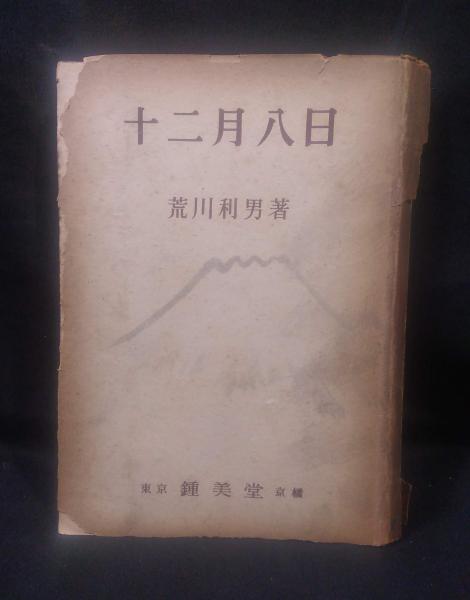 十二月八日
荒川利男著
東京 鍾美堂 京橋